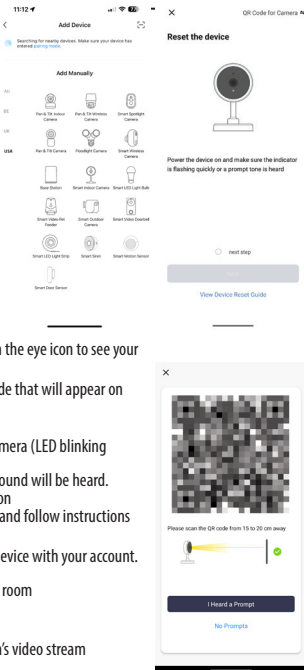 11:12
Add Device
Searching for nearby devices. Make sure your device has
entered pairing mode.
Add Manually
USA
Pan & Tilt Indoor
Camera
Pan & Tilt Wireless
Camera
Smart Spotlight
Camera
Pan & Tilt Camera
Floodlight Camera
Smart Wireless
Camera
Base Station
Smart Indoor Camera
Smart LED Light Bulb
Smart Video Pet
Feeder
Smart Outdoor
Camera
Smart Video Doorbell
Smart LED Light Strip
Smart Siren
Smart Motion Sensor
Smart Door Sensor
QR Code for Camera
Reset the device
Power the device on and make sure the indicator
is flashing quickly or a prompt tone is heard
next step
View Device Reset Guide
the eye icon to see your
de that will appear on
mera (LED blinking
ound will be heard.
on
and follow instructions
evice with your account.
room
's video stream
Please scan the QR code from 15 to 20 cm away
I Heard a Prompt
No Prompts